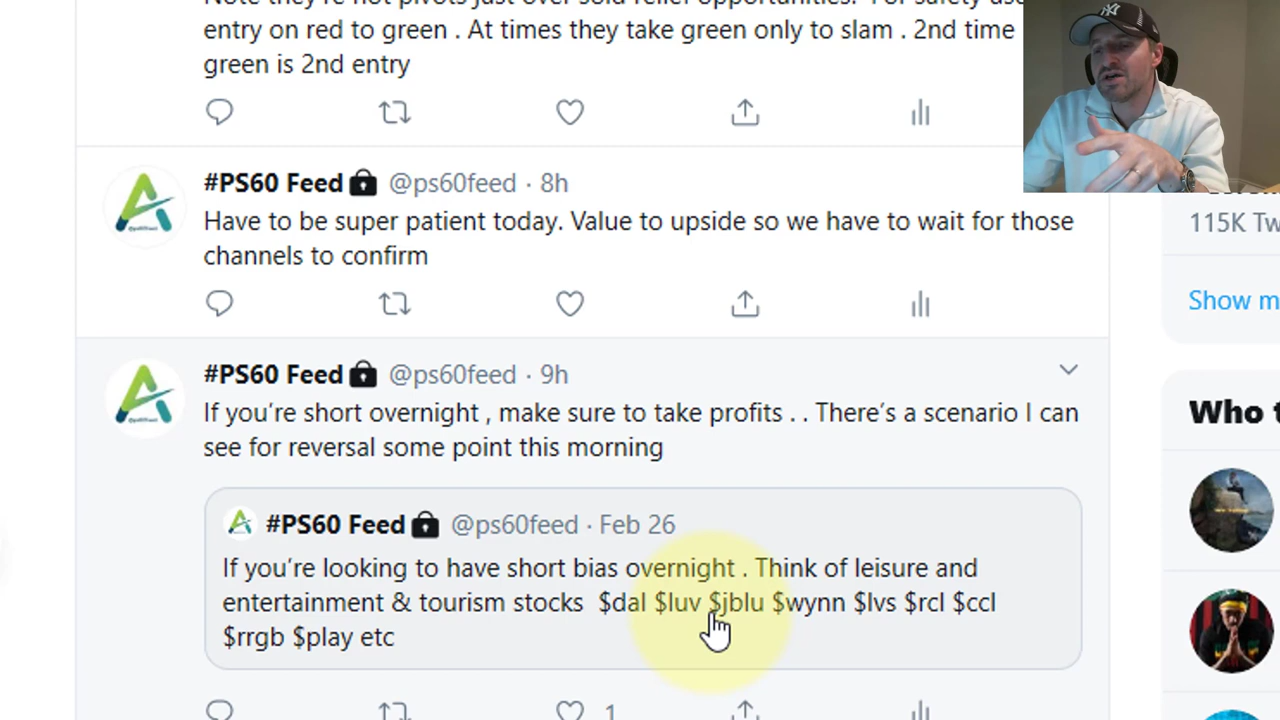 Note they're not pivots just over sold relief opportunities. For safety use
entry on red to green . At times they take green only to slam . 2nd time
green is 2nd entry
#PS60 Feed @ps60feed · 8h
Have to be super patient today. Value to upside so we have to wait for those
channels to confirm
#PS60 Feed @ps60feed · 9h
If you're short overnight , make sure to take profits . . There's a scenario I can
see for reversal some point this morning
#PS60 Feed @ps60feed · Feb 26
If you're looking to have short bias overnight . Think of leisure and
entertainment & tourism stocks $dal $luv $jblu $wynn $lvs $rcl $ccl
$rrgb $play etc
1
115K Tw
Show m
Who t